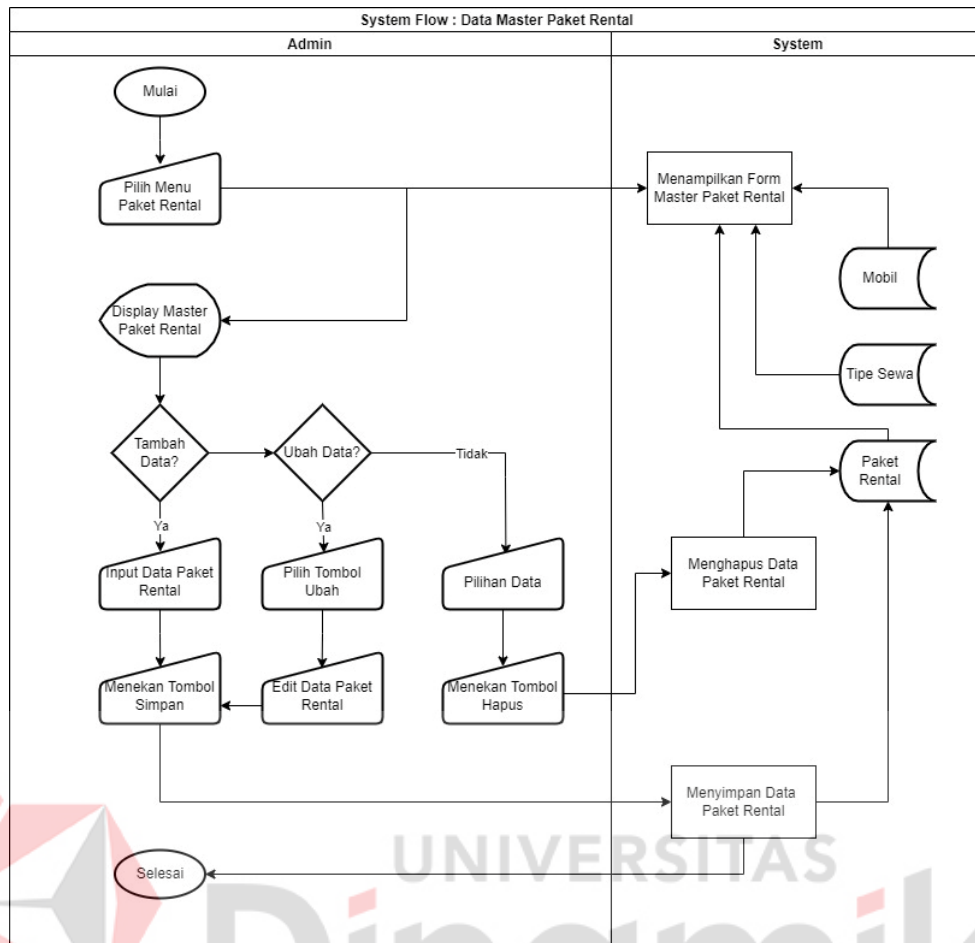 System Flow : Data Master Paket Rental
Admin
System
Mulai
Pilih Menu
Paket Rental
Menampilkan Form
Master Paket Rental
Mobil
Display Master
Paket Rental
Tipe Sewa
Tambah
Data?
Ubah Data?
Tidak
Paket
Rental
Ya
Ya
Input Data Paket
Rental
Pilih Tombol
Ubah
Pilihan Data
Menghapus Data
Paket Rental
Menekan Tombol
Simpan
Edit Data Paket
Rental
Menekan Tombol
Hapus
Menyimpan Data
Paket Rental
Selesai
UNIVERSITAS